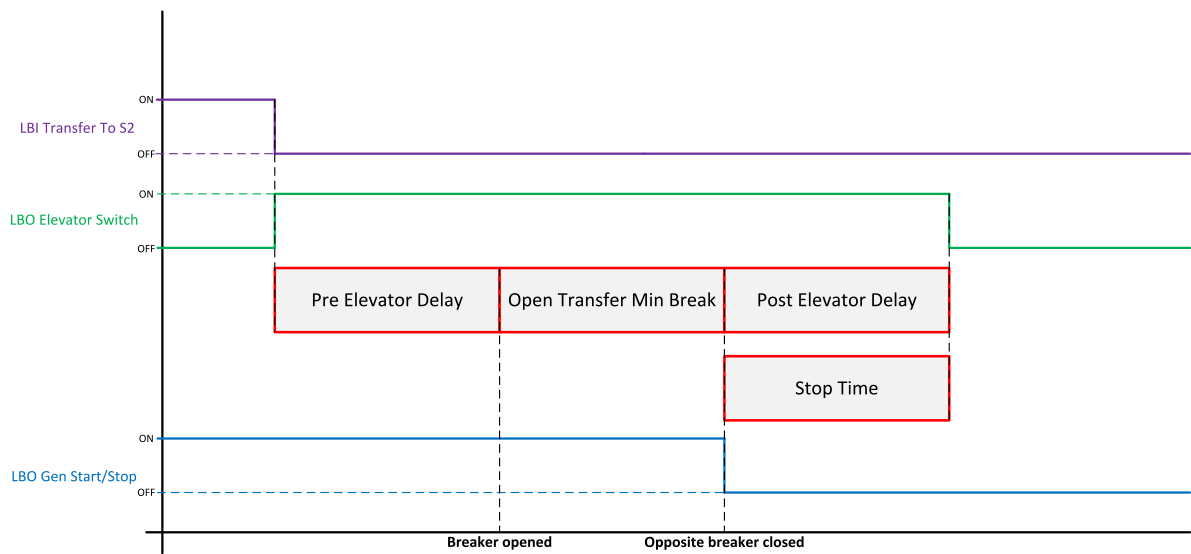 ON
LBI Transfer To S2
OFF
ON
LBO Elevator Switch
OFF
Pre Elevator Delay
Open Transfer Min Break
Post Elevator Delay
Stop Time
ON
LBO Gen Start/Stop
OFF
Breaker opened
Opposite breaker closed